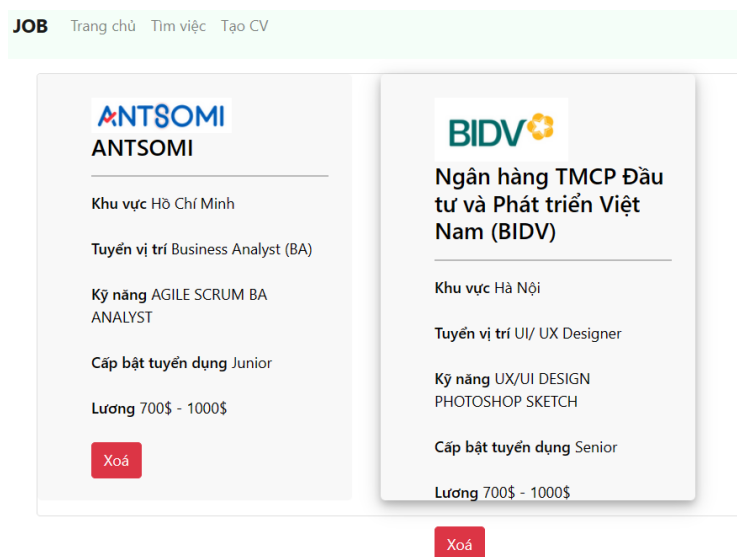 JOB Trang chủ Tìm việc Tạo CV
ANTSOMI
ANTSOMI
Khu vực Hồ Chí Minh
Tuyển vị trí Business Analyst (BA)
Kỹ năng AGILE SCRUM BA
ANALYST
Cấp bật tuyển dụng Junior
Lương 700$ - 1000$
Xoá
BIDV
Ngân hàng TMCP Đầu
tư và Phát triển Việt
Nam (BIDV)
Khu vực Hà Nội
Tuyển vị trí UI/ UX Designer
Kỹ năng UX/UI DESIGN
PHOTOSHOP SKETCH
Cấp bật tuyển dụng Senior
Lương 700$ - 1000$
Xoá